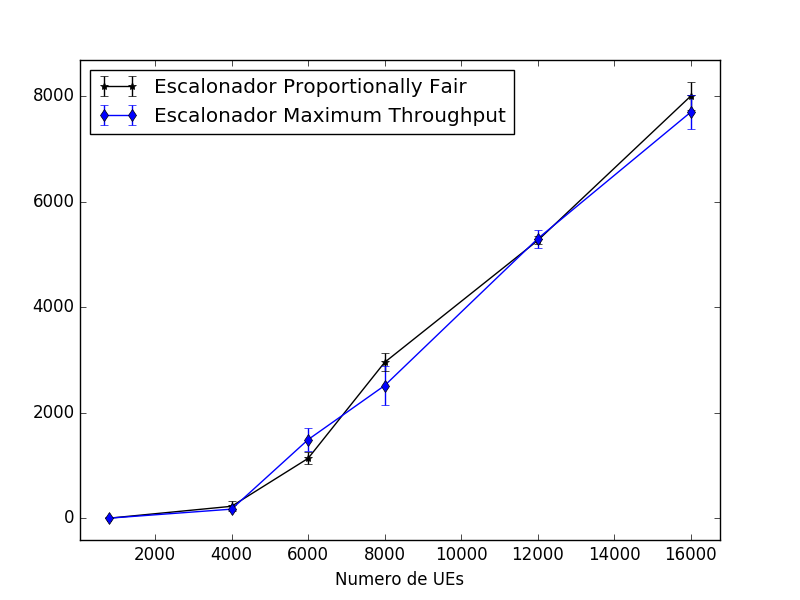 Escalonador Proportionally Fair
Escalonador Maximum Throughput
8000
6000
4000
2000
0
2000 4000 6000 8000 10000 12000 14000 16000
Numero de UEs